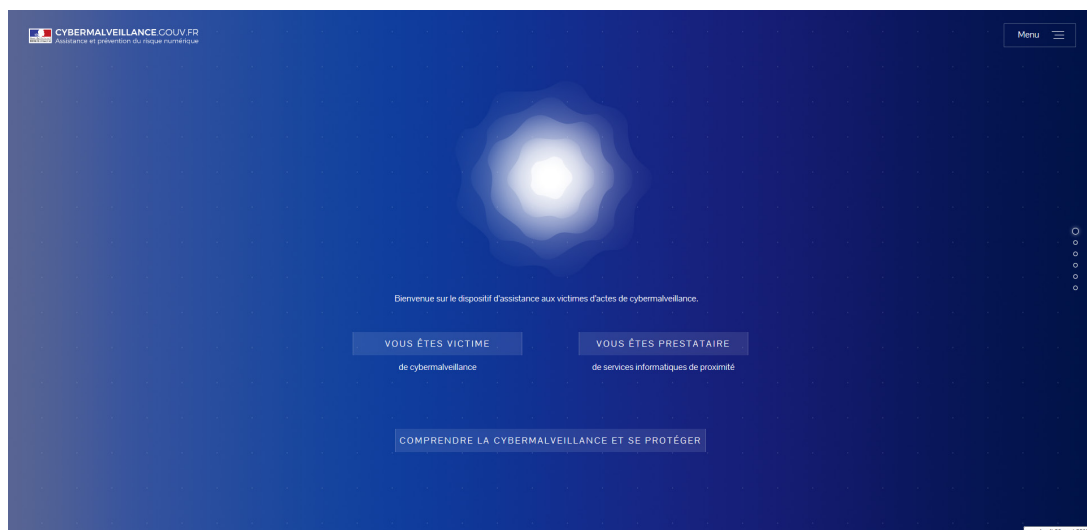 CYBERMALVEILLANCE.GOUV.FR
Assistance et prévention du risque numérique
Menu
Bienvenue sur le dispositif d'assistance aux victimes d'actes de cybermalveillance.
VOUS ÊTES VICTIME
de cybermalveillance
VOUS ÊTES PRESTATAIRE
de services informatiques de proximité
COMPRENDRE LA CYBERMALVEILLANCE ET SE PROTÉGER